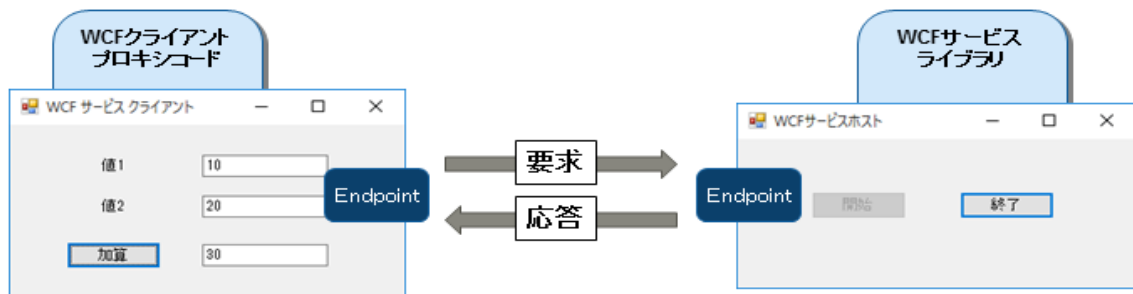 WCFクライアント
プロキシコード
WCFサービス
ライブラリ
WCF サービス クライアント
値1
10
値2
20
加算
30
Endpoint
要求
応答
WCFサービスホスト
Endpoint
開始
終了